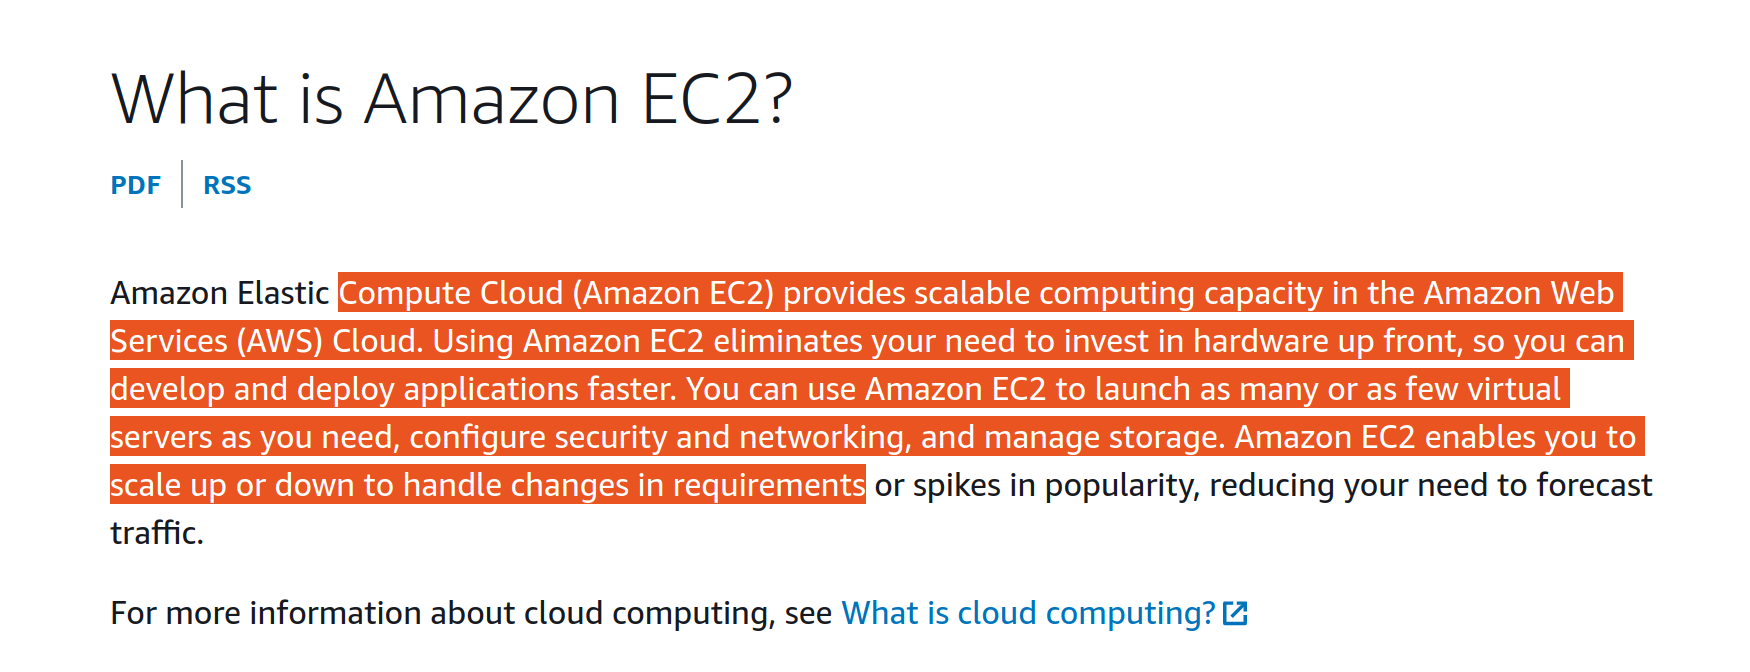 What is Amazon EC2?
PDF RSS
Amazon Elastic Compute Cloud (Amazon EC2) provides scalable computing capacity in the Amazon Web
Services (AWS) Cloud. Using Amazon EC2 eliminates your need to invest in hardware up front, so you can
develop and deploy applications faster. You can use Amazon EC2 to launch as many or as few virtual
servers as you need, configure security and networking, and manage storage. Amazon EC2 enables you to
scale up or down to handle changes in requirements or spikes in popularity, reducing your need to forecast
traffic.
For more information about cloud computing, see What is cloud computing?